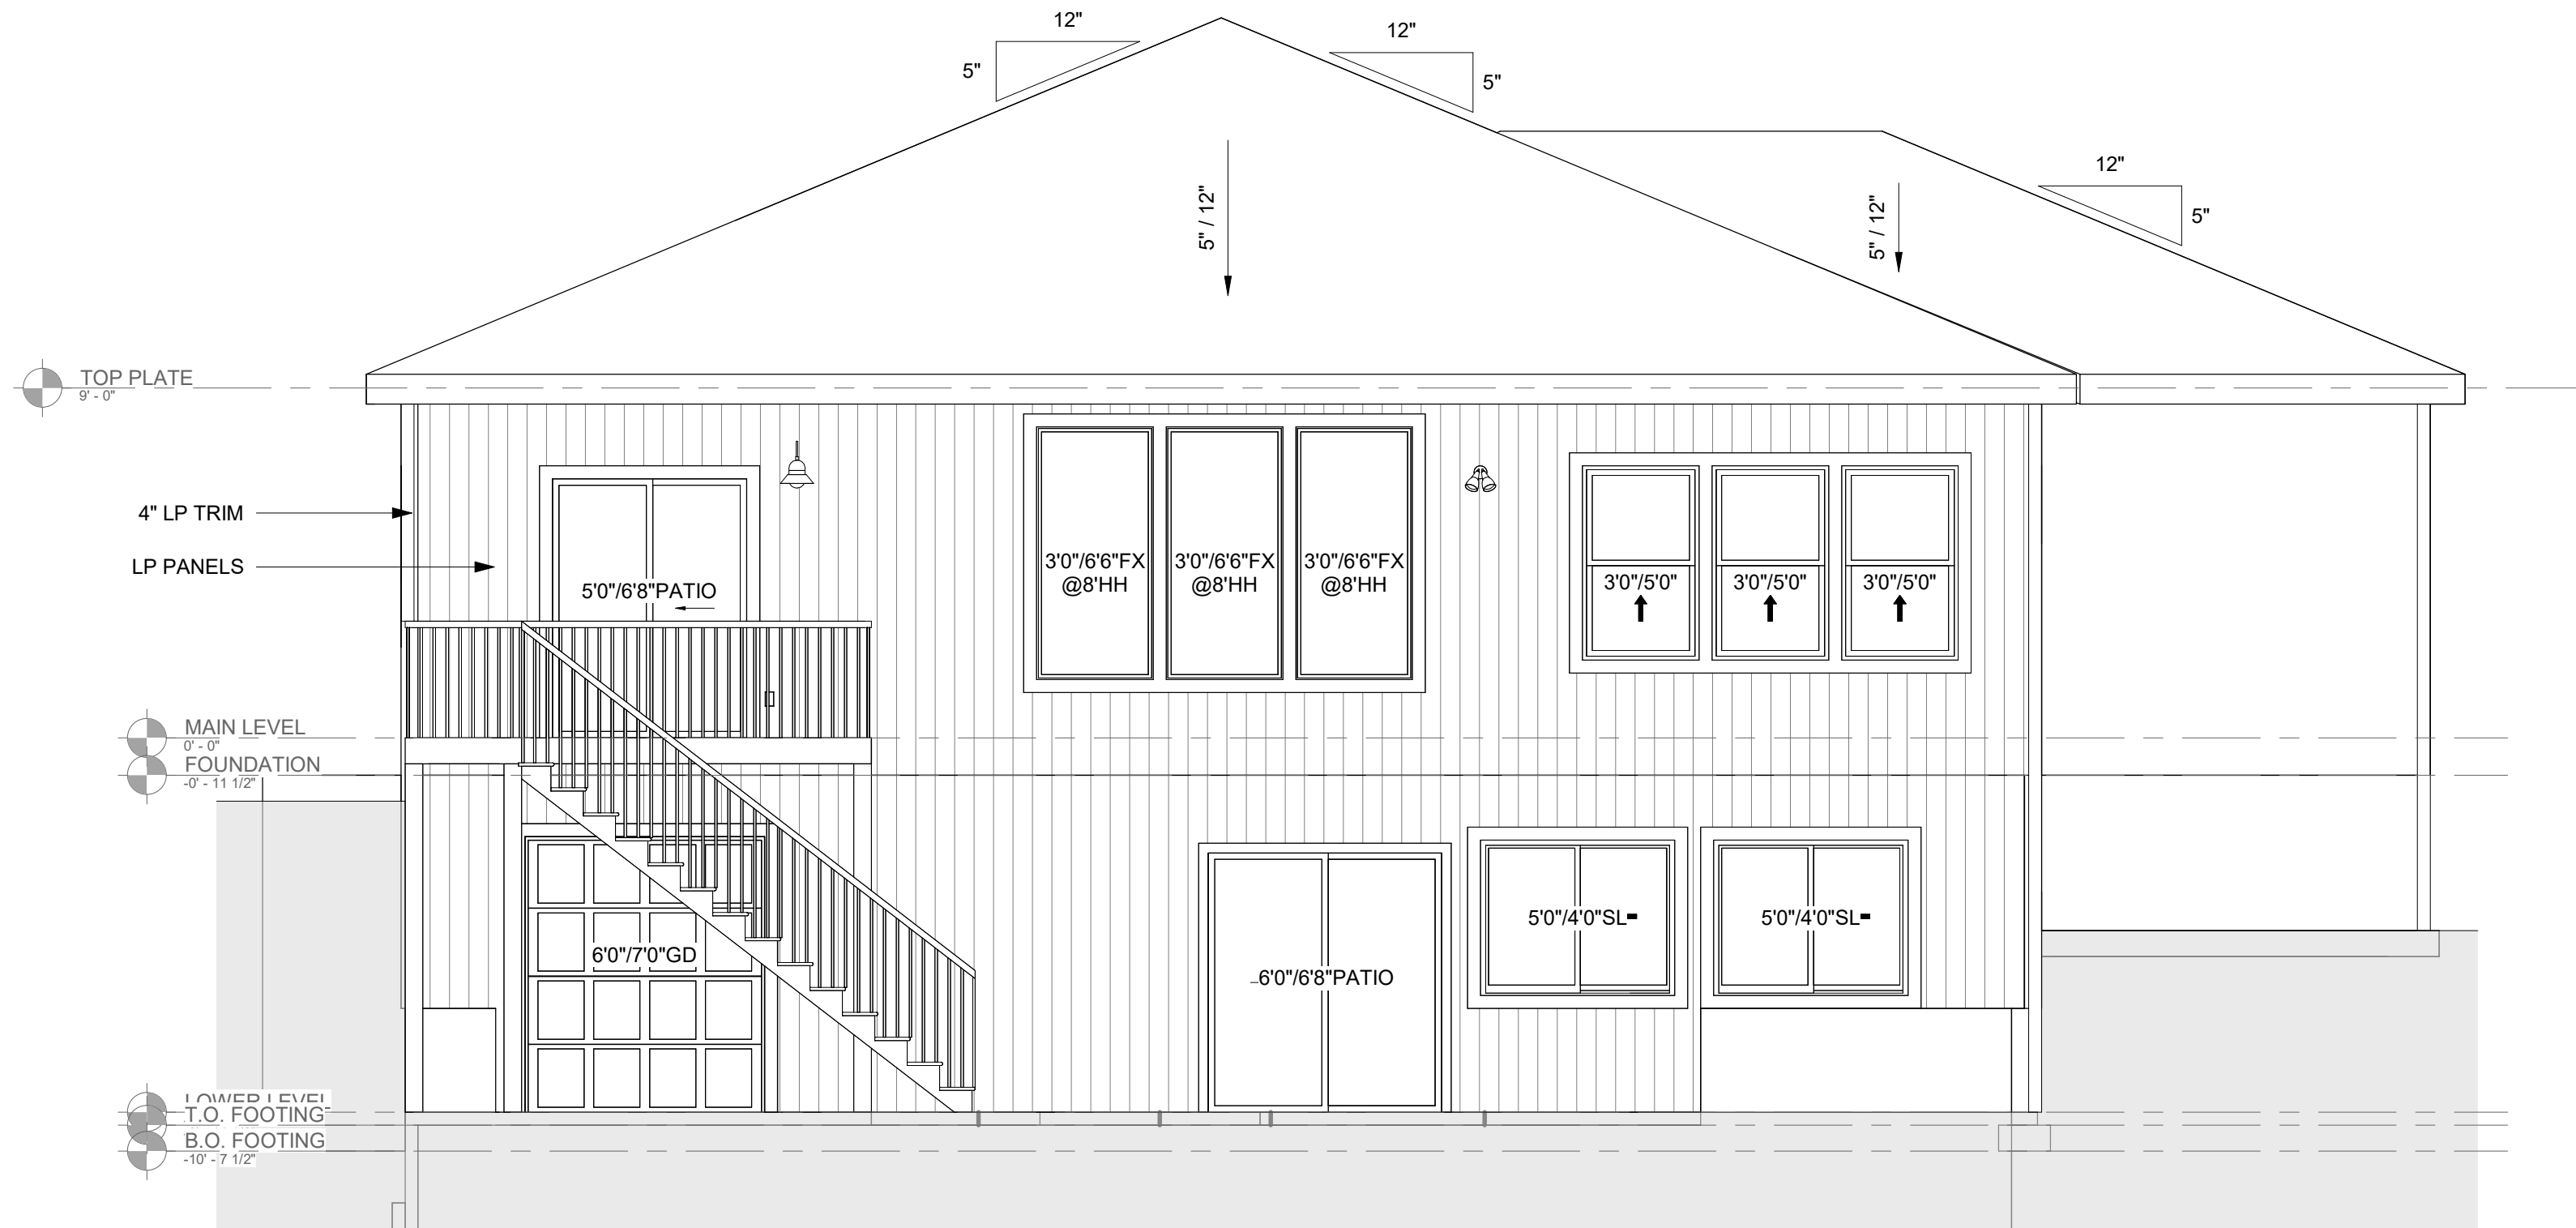 12"
5"
12"
5"
12"
5"
5" / 12"
5" / 12"
TOP PLATE
9' - 0"
4" LP TRIM
LP PANELS
5'0"/6'8"PATIO
3'0"/6'6"FX
@8'HH
3'0"/6'6"FX
@8'HH
3'0"/6'6"FX
@8'HH
3'0"/5'0"
3'0"/5'0"
3'0"/5'0"
MAIN LEVEL
0' - 0"
FOUNDATION
-0' - 11 1/2"
6'0"/7'0"GD
6'0"/6'8"PATIO
5'0"/4'0"SL
5'0"/4'0"SL
LOWER LEVEL
T.O. FOOTING
B.O. FOOTING
-10' - 7 1/2"